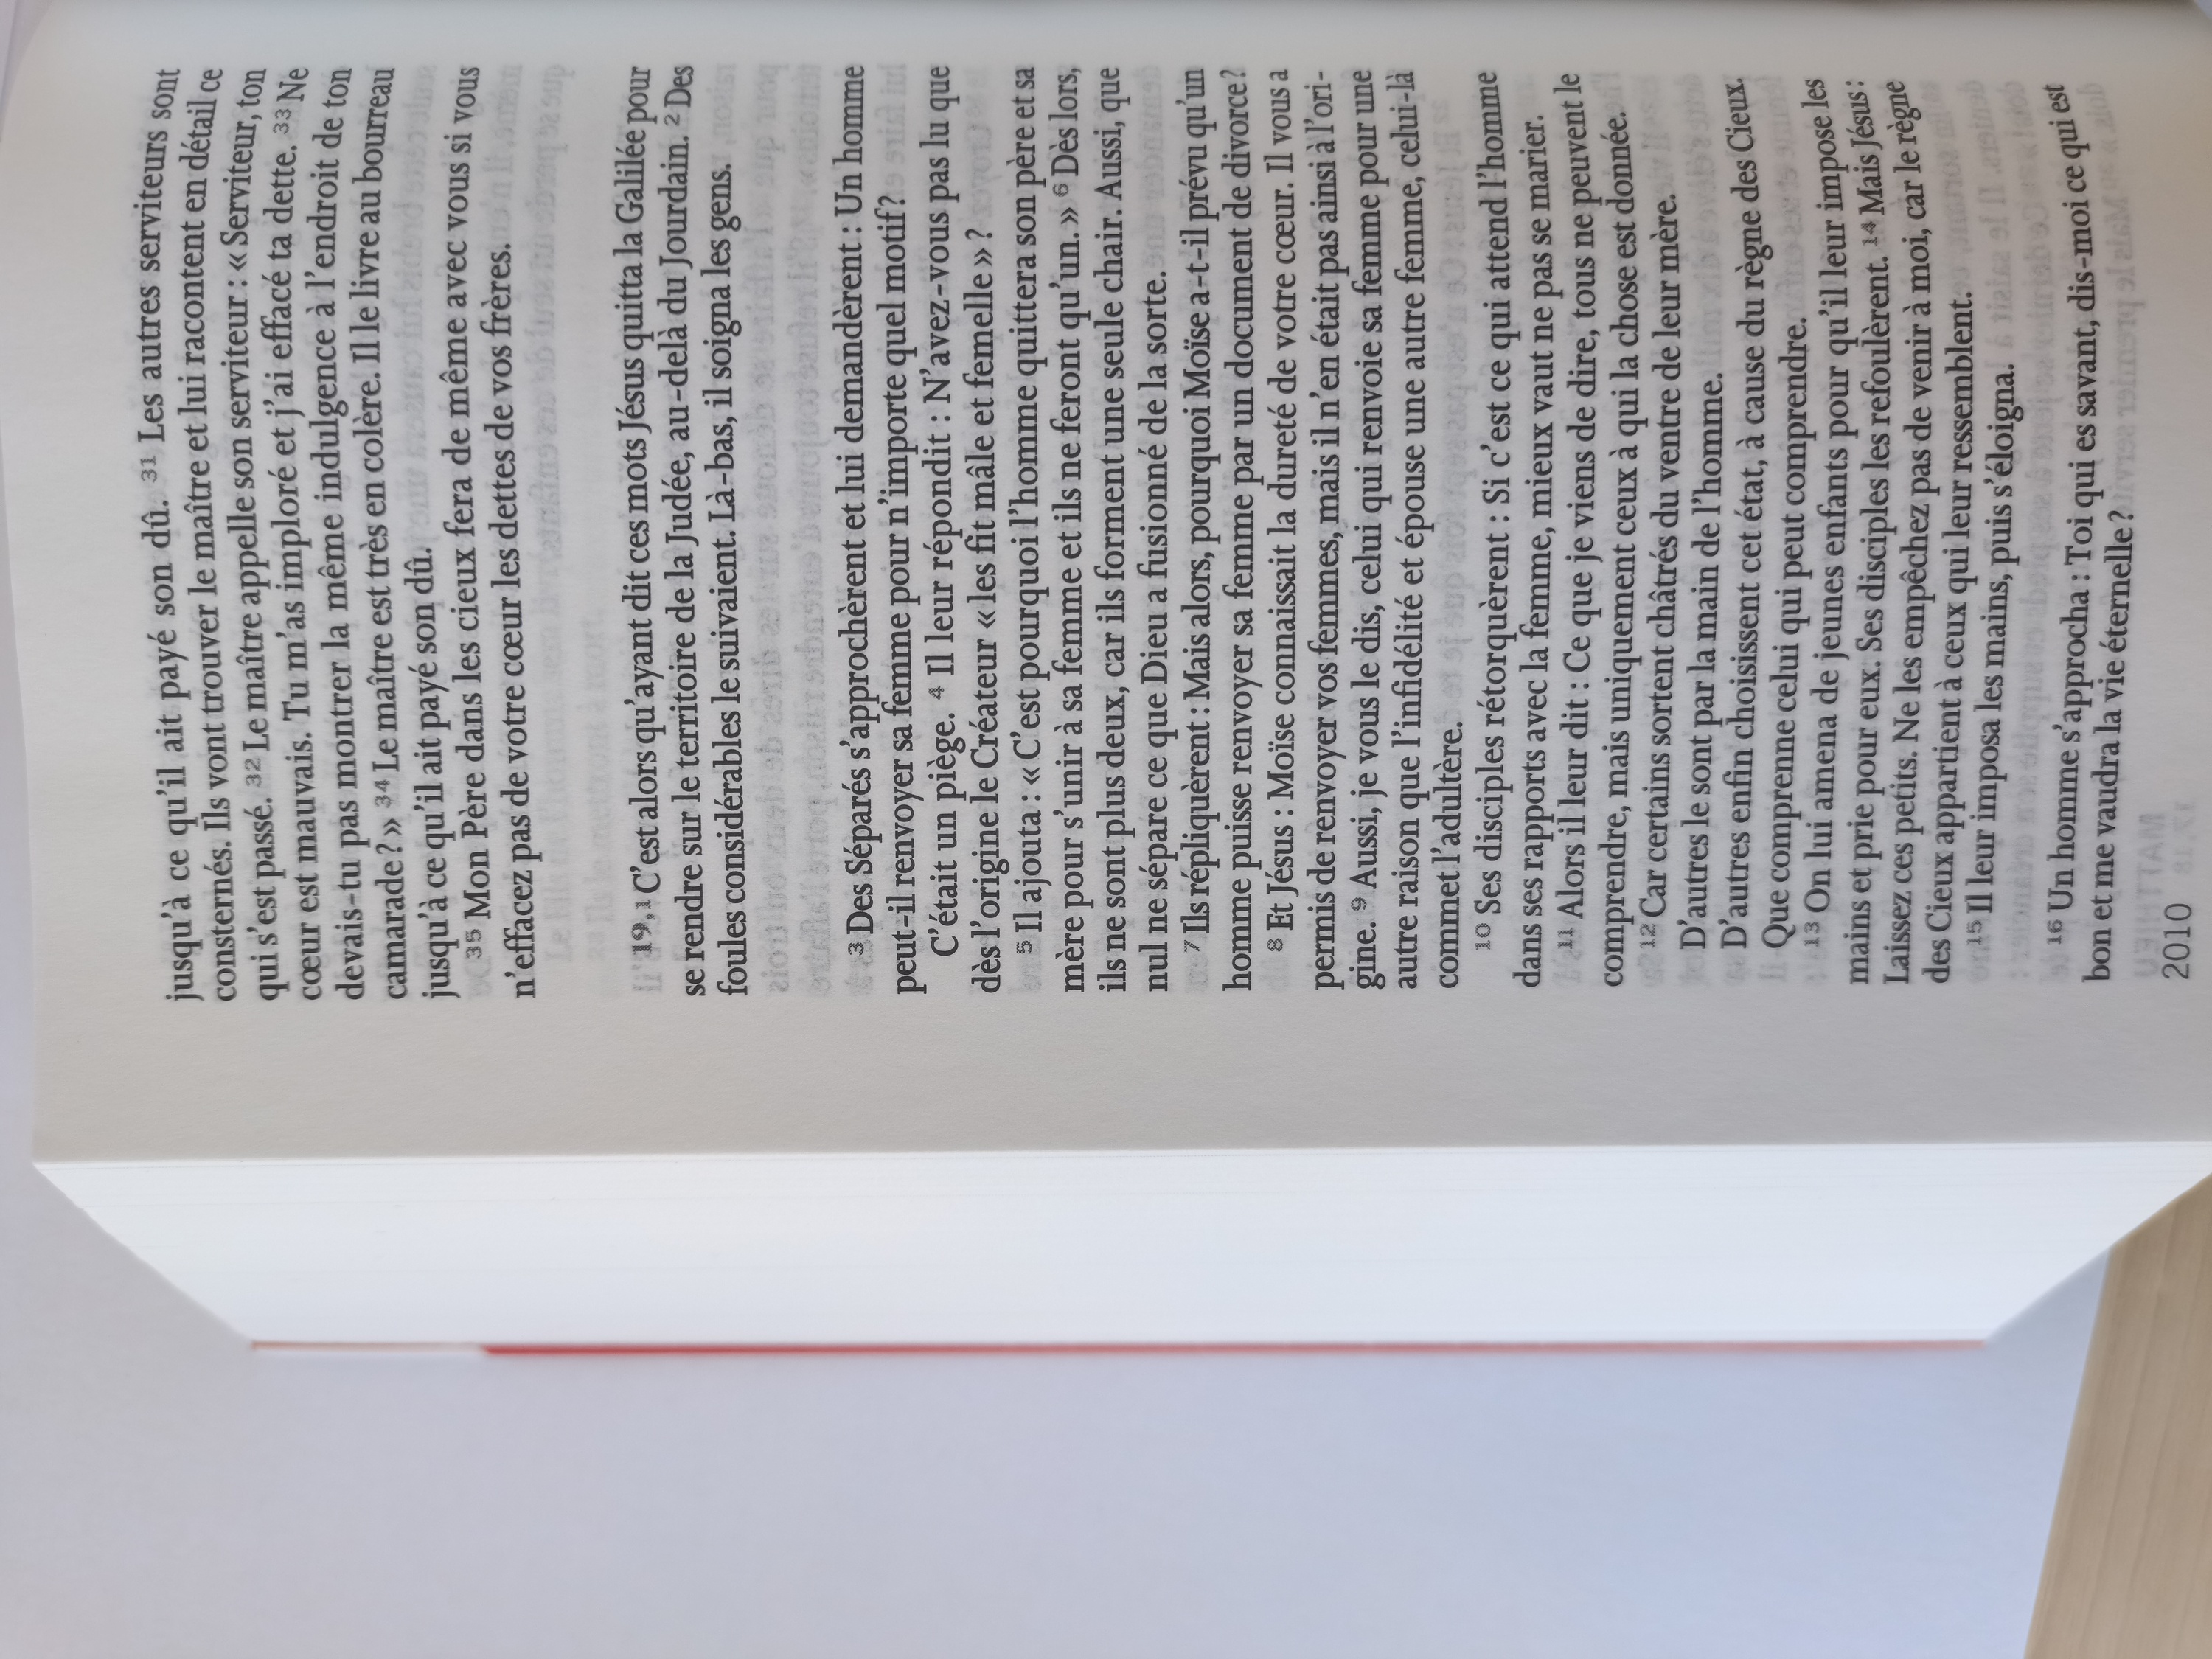 jusqu'à ce qu'il ait payé son dû. 31 Les autres serviteurs sont
consternés. Ils vont trouver le maître et lui racontent en détail ce
qui s'est passé. 32 Le maître appelle son serviteur : « Serviteur, ton
cœur est mauvais. Tu m'as imploré et j'ai effacé ta dette. 33 Ne
devais-tu pas montrer la même indulgence à l'endroit de ton
camarade ? » 34 Le maître est très en colère. Il le livre au bourreau
jusqu'à ce qu'il ait payé son dû.
35 Mon Père dans les cieux fera de même avec vous si vous
n'effacez pas de votre cœur les dettes de vos frères.
19,1 C'est alors qu'ayant dit ces mots Jésus quitta la Galilée pour
se rendre sur le territoire de la Judée, au-delà du Jourdain. 2 Des
foules considérables le suivaient. Là-bas, il soigna les gens.
3 Des Séparés s'approchèrent et lui demandèrent : Un homme
peut-il renvoyer sa femme pour n'importe quel motif ?
C'était un piège. 4 Il leur répondit : N'avez-vous pas lu que
dès l'origine le Créateur « les fit mâle et femelle » ?
5 Il ajouta : « C'est pourquoi l'homme quittera son père et sa
mère pour s'unir à sa femme et ils ne feront qu'un. » 6 Dès lors,
ils ne sont plus deux, car ils forment une seule chair. Aussi, que
nul ne sépare ce que Dieu a fusionné de la sorte.
7 Ils répliquèrent : Mais alors, pourquoi Moïse a-t-il prévu qu'un
homme puisse renvoyer sa femme par un document de divorce ?
8 Et Jésus : Moïse connaissait la dureté de votre cœur. Il vous a
permis de renvoyer vos femmes, mais il n'en était pas ainsi à l'ori-
gine. 9 Aussi, je vous le dis, celui qui renvoie sa femme pour une
autre raison que l'infidélité et épouse une autre femme, celui-là
commet l'adultère.
10 Ses disciples rétorquèrent : Si c'est ce qui attend l'homme
dans ses rapports avec la femme, mieux vaut ne pas se marier.
11 Alors il leur dit : Ce que je viens de dire, tous ne peuvent le
comprendre, mais uniquement ceux à qui la chose est donnée.
12 Car certains sortent châtrés du ventre de leur mère.
D'autres le sont par la main de l'homme.
D'autres enfin choisissent cet état, à cause du règne des Cieux.
Que comprenne celui qui peut comprendre.
13 On lui amena de jeunes enfants pour qu'il leur impose les
mains et prie pour eux. Ses disciples les refoulèrent. 14 Mais Jésus :
Laissez ces petits. Ne les empêchez pas de venir à moi, car le règne
des Cieux appartient à ceux qui leur ressemblent.
15 Il leur imposa les mains, puis s'éloigna.
16 Un homme s'approcha : Toi qui es savant, dis-moi ce qui est
bon et me vaudra la vie éternelle ?
2010